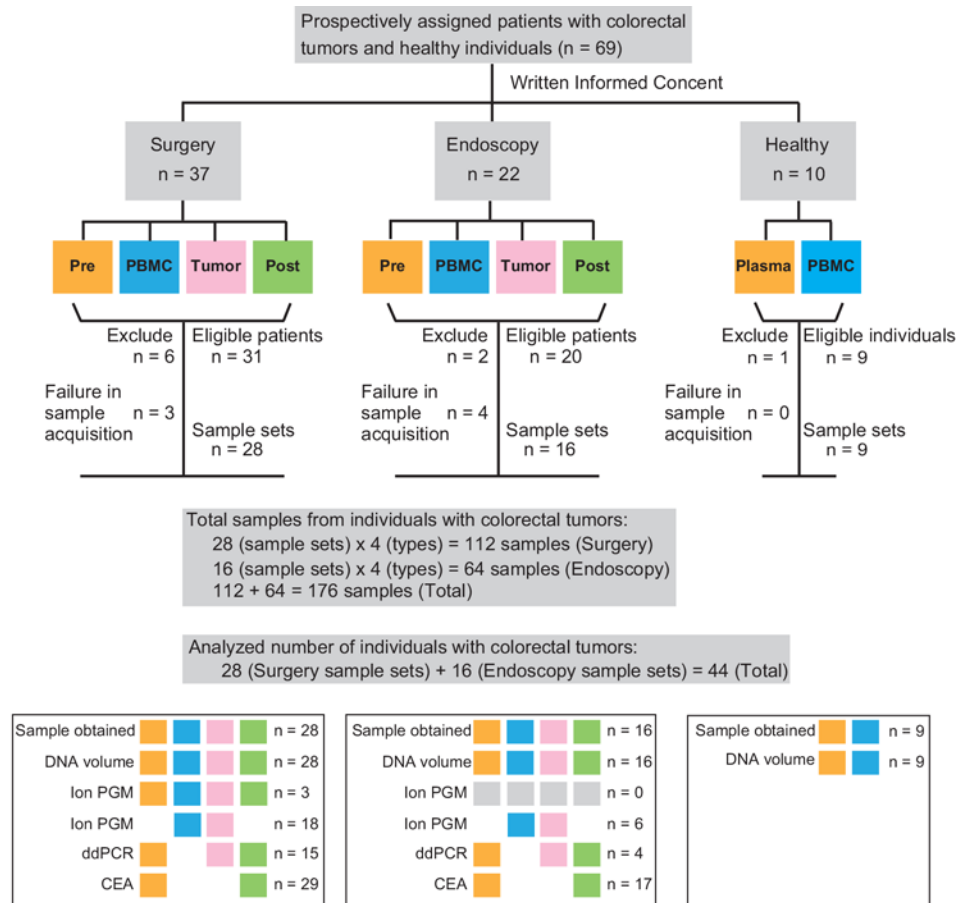 Prospectively assigned patients with colorectal
tumors and healthy individuals (n = 69)
Written Informed Concent
Surgery
n = 37
Endoscopy
n = 22
Healthy
n = 10
Pre
PBMC
Tumor
Post
Pre
PBMC
Tumor
Post
Plasma
PBMC
Exclude
n = 6
Eligible patients
n = 31
Failure in
sample
acquisition
n = 3
Sample sets
n = 28
Exclude
n = 2
Eligible patients
n = 20
Failure in
sample
acquisition
n = 4
Sample sets
n = 16
Exclude
n = 1
Eligible individuals
n = 9
Failure in
sample
acquisition
n = 0
Sample sets
n = 9
Total samples from individuals with colorectal tumors:
28 (sample sets) x 4 (types) = 112 samples (Surgery)
16 (sample sets) x 4 (types) = 64 samples (Endoscopy)
112 + 64 = 176 samples (Total)
Analyzed number of individuals with colorectal tumors:
28 (Surgery sample sets) + 16 (Endoscopy sample sets) = 44 (Total)
Sample obtained n = 28
DNA volume n = 28
Ion PGM n = 3
Ion PGM n = 18
ddPCR n = 15
CEA n = 29
Sample obtained n = 16
DNA volume n = 16
Ion PGM n = 0
Ion PGM n = 6
ddPCR n = 4
CEA n = 17
Sample obtained n = 9
DNA volume n = 9